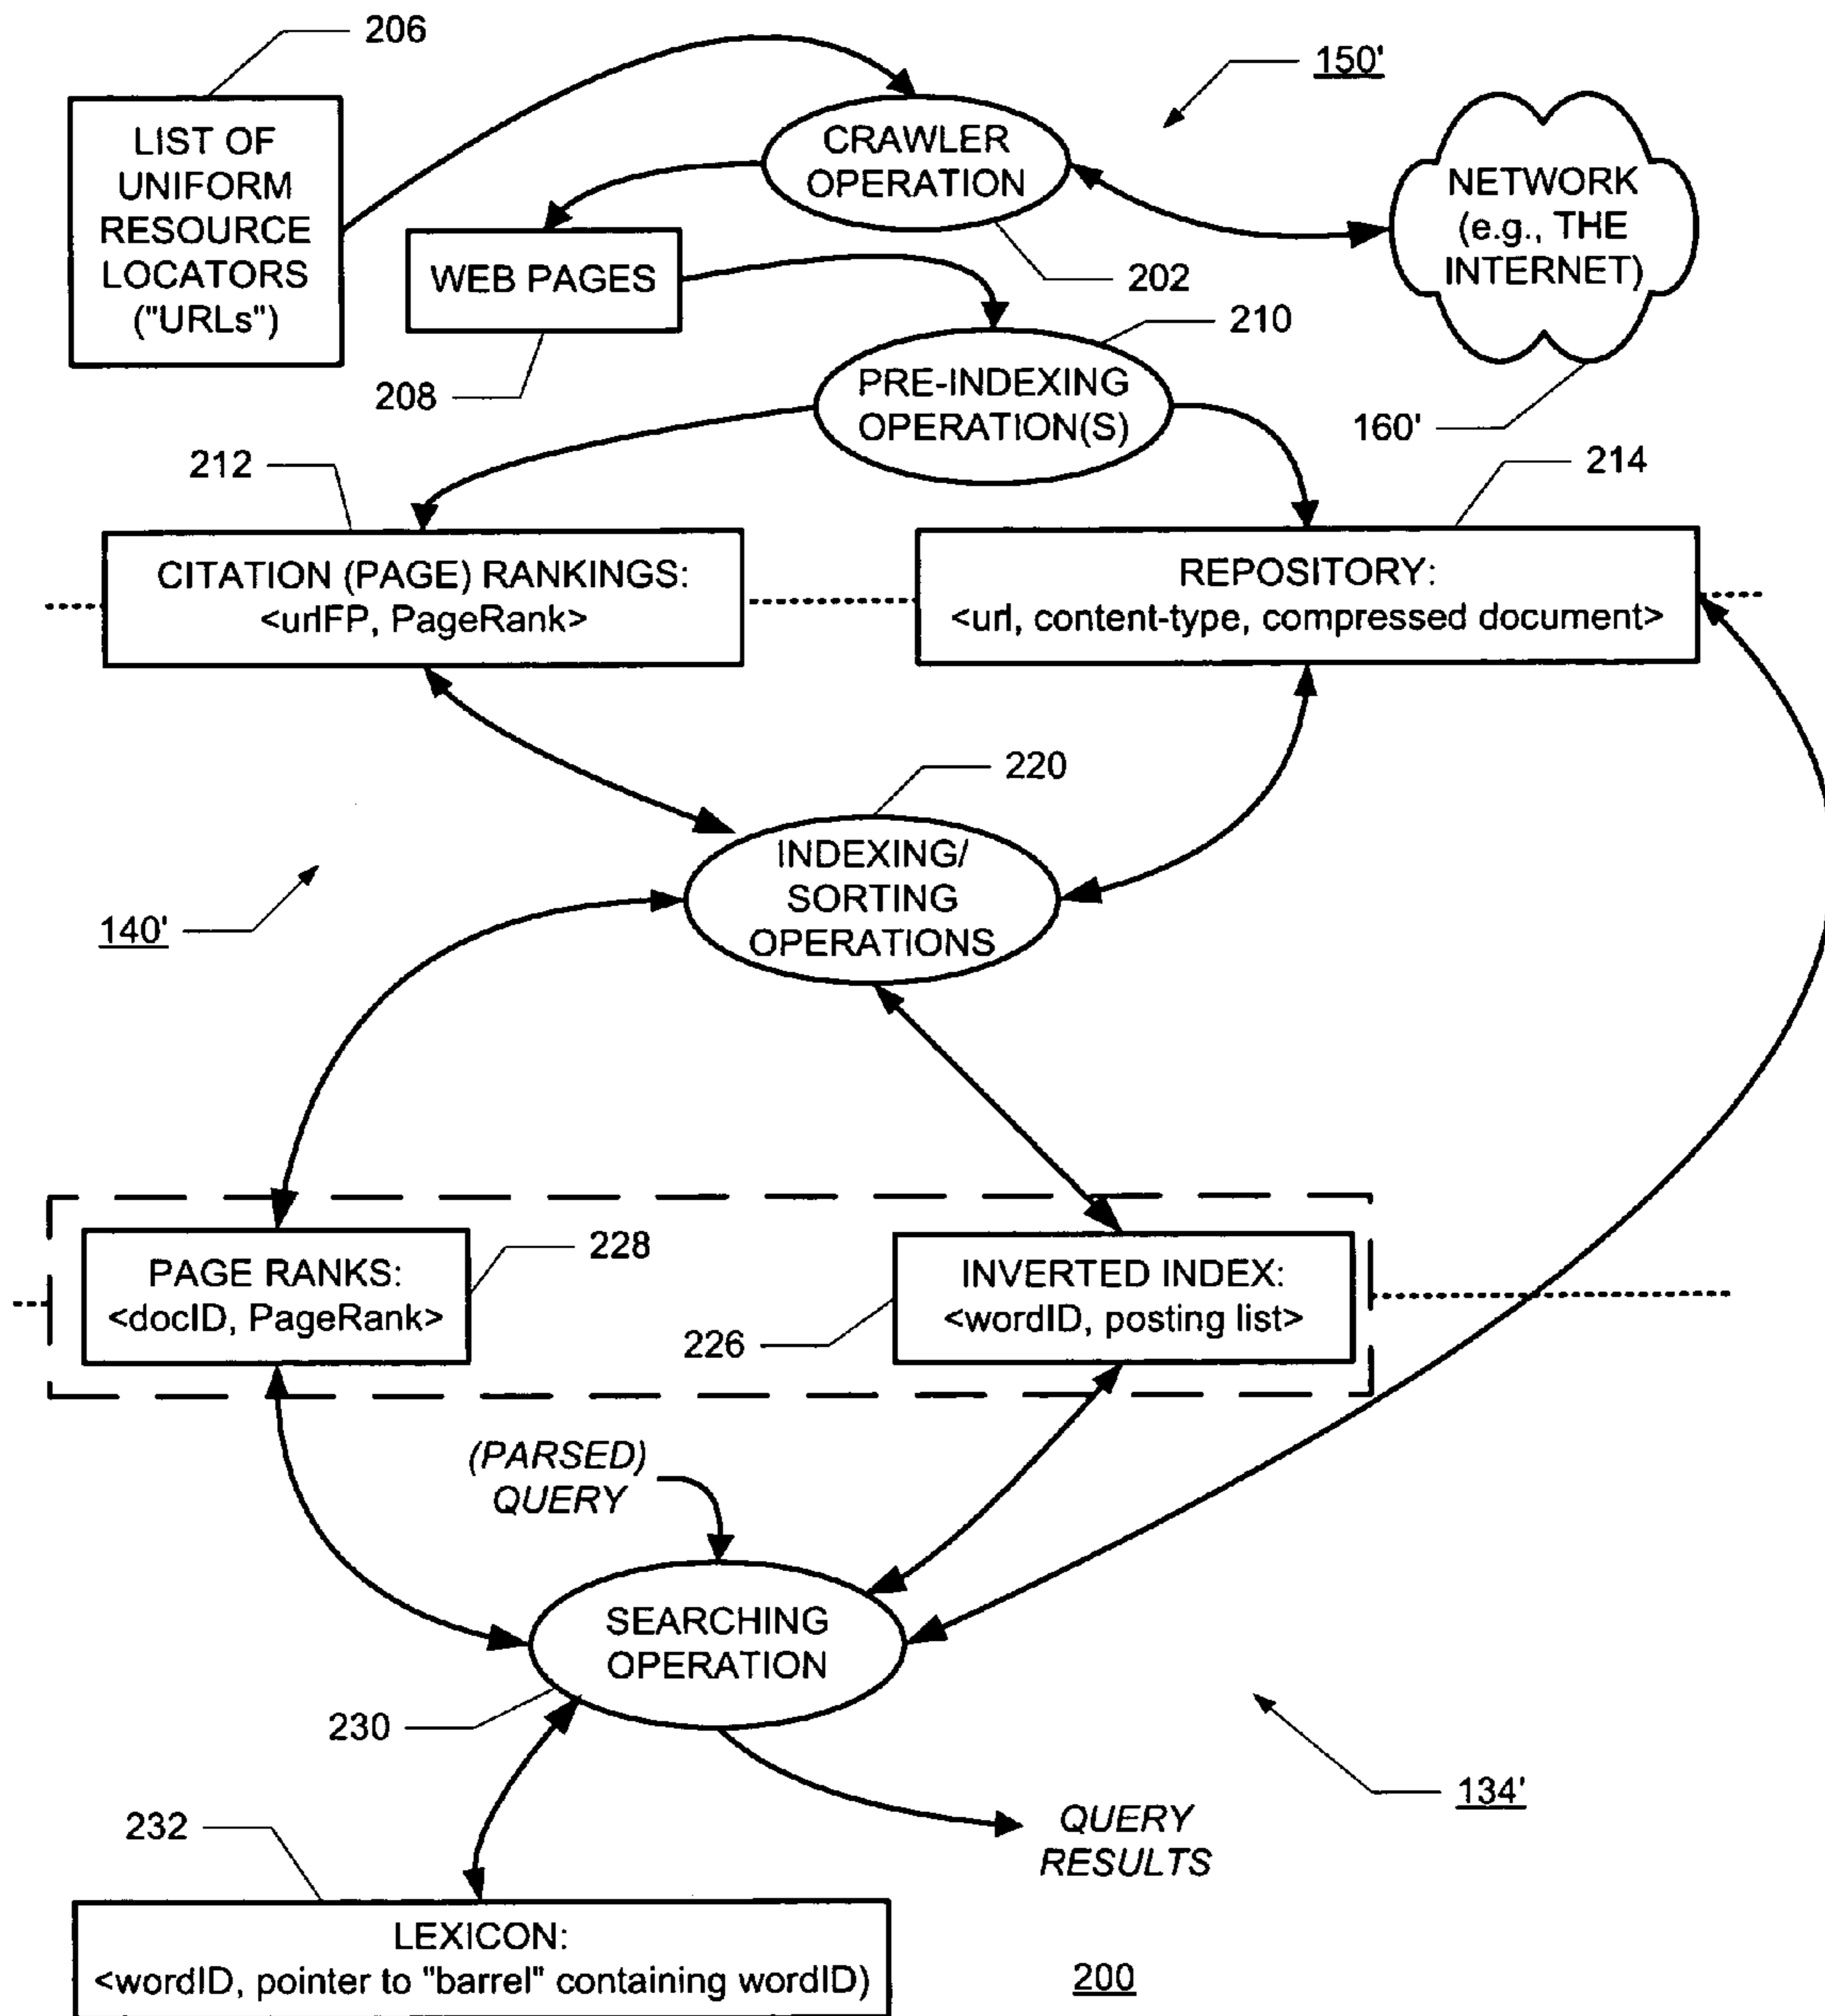 206
LIST OF
UNIFORM
RESOURCE
LOCATORS
("URLs")
CRAWLER
OPERATION
150'
NETWORK
(e.g., THE
INTERNET)
WEB PAGES
202
208
210
PRE-INDEXING
OPERATION(S)
160'
212
214
CITATION (PAGE) RANKINGS:
<urlFP, PageRank>
REPOSITORY:
<url, content-type, compressed document>
220
INDEXING/
SORTING
OPERATIONS
140'
PAGE RANKS:
<docID, PageRank>
228
INVERTED INDEX:
<wordID, posting list>
226
(PARSED)
QUERY
SEARCHING
OPERATION
230
134'
QUERY
RESULTS
232
LEXICON:
<wordID, pointer to "barrel" containing wordID)
200